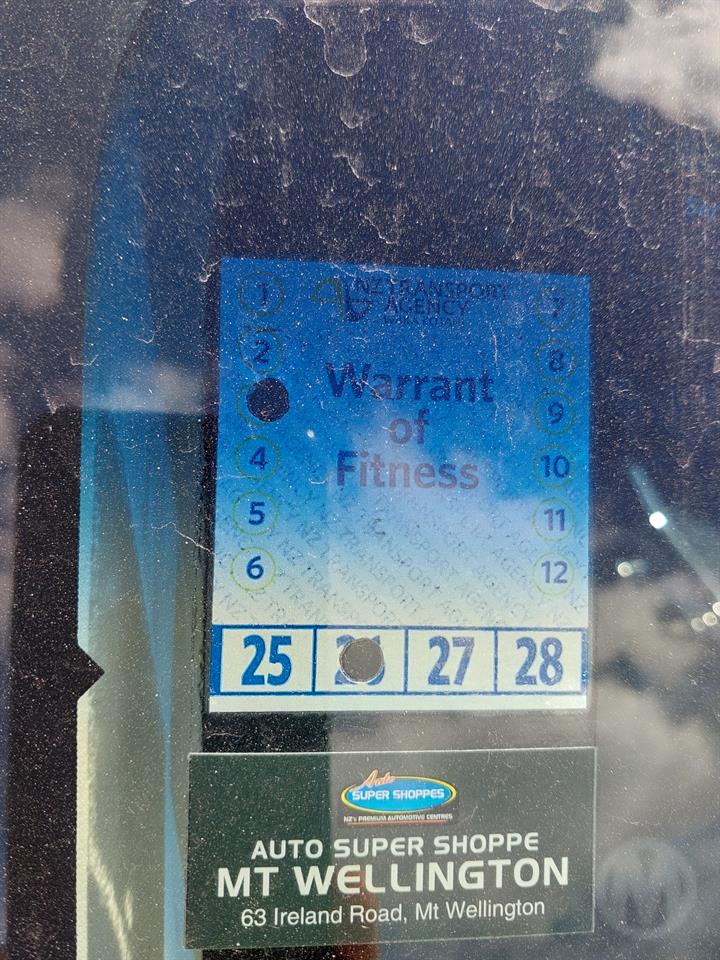 NZ TRANSPORT
AGENCY
Warrant
of
Fitness
1
2
4
5
6
7
8
9
10
11
12
25 27 28
Auto
SUPER SHOPPES
NZ's PREMIUM AUTOMOTIVE CENTRES
AUTO SUPER SHOPPE
MT WELLINGTON
63 Ireland Road, Mt Wellington